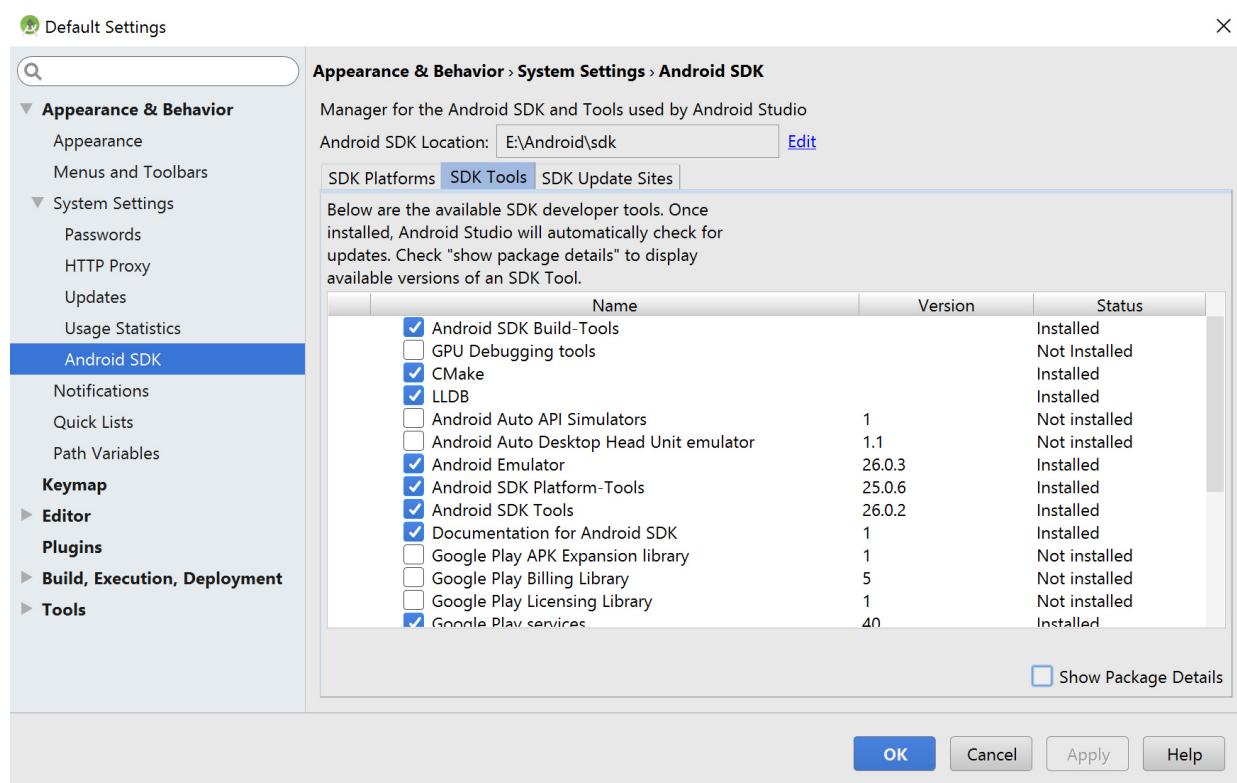 Default Settings
Appearance & Behavior › System Settings › Android SDK
Appearance & Behavior
Appearance
Menus and Toolbars
System Settings
Passwords
HTTP Proxy
Updates
Usage Statistics
Android SDK
Notifications
Quick Lists
Path Variables
Keymap
Editor
Plugins
Build, Execution, Deployment
Tools
Manager for the Android SDK and Tools used by Android Studio
Android SDK Location: E:\Android\sdk Edit
SDK Platforms SDK Tools SDK Update Sites
Below are the available SDK developer tools. Once
installed, Android Studio will automatically check for
updates. Check "show package details" to display
available versions of an SDK Tool.
Name Version Status
Android SDK Build-Tools Installed
GPU Debugging tools Not Installed
CMake Installed
LLDB Installed
Android Auto API Simulators 1 Not installed
Android Auto Desktop Head Unit emulator 1.1 Not installed
Android Emulator 26.0.3 Installed
Android SDK Platform-Tools 25.0.6 Installed
Android SDK Tools 26.0.2 Installed
Documentation for Android SDK 1 Installed
Google Play APK Expansion library 1 Not installed
Google Play Billing Library 5 Not installed
Google Play Licensing Library 1 Not installed
Google Play services 40 Installed
Show Package Details
OK Cancel Apply Help